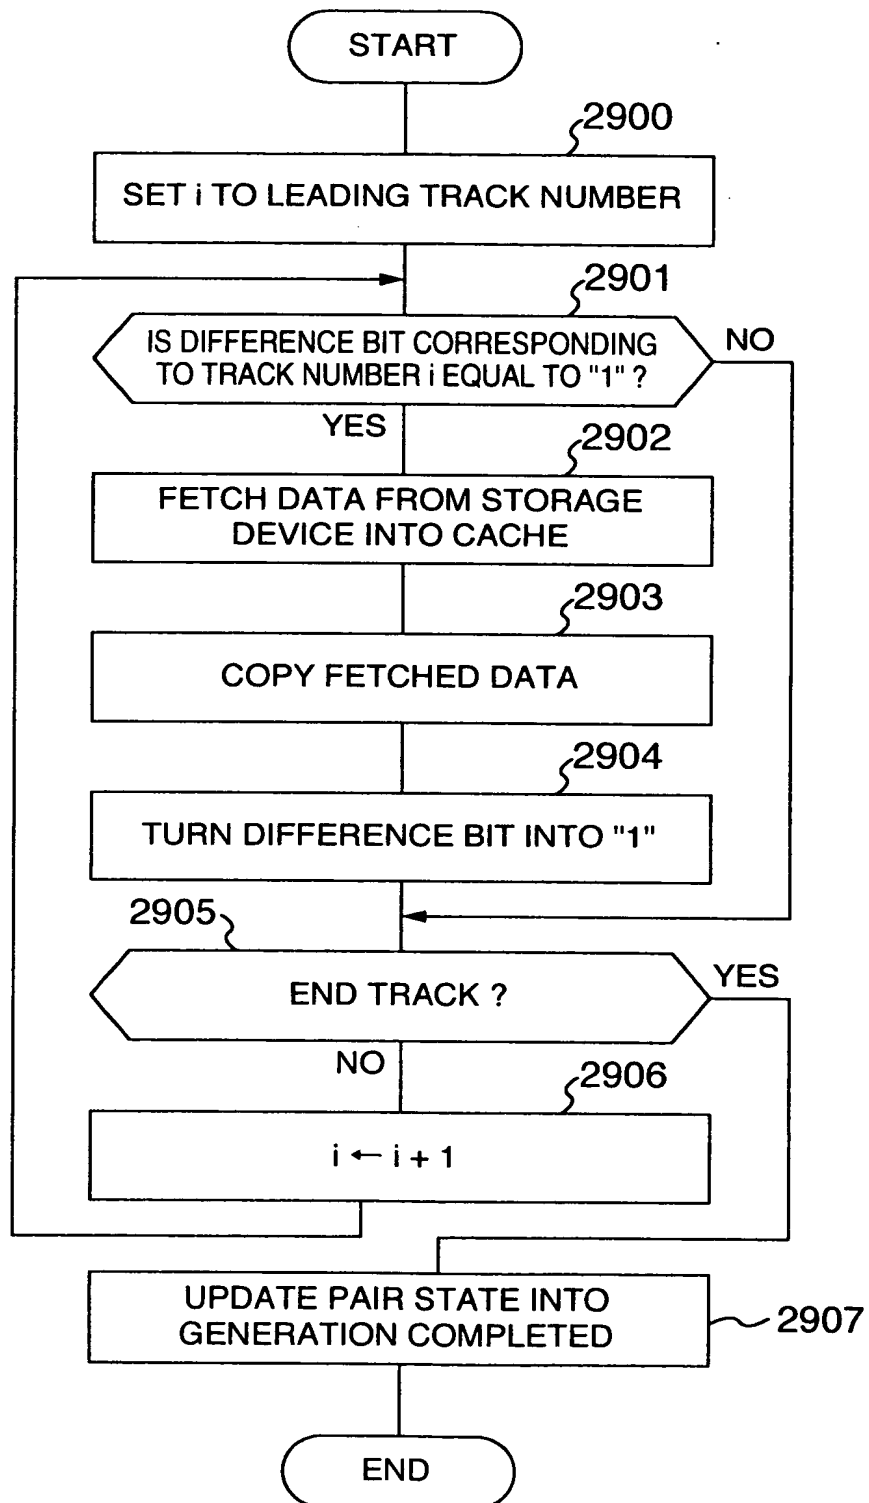 START
2900
SET i TO LEADING TRACK NUMBER
2901
IS DIFFERENCE BIT CORRESPONDING
TO TRACK NUMBER i EQUAL TO "1" ?
NO
YES
2902
FETCH DATA FROM STORAGE
DEVICE INTO CACHE
2903
COPY FETCHED DATA
2904
TURN DIFFERENCE BIT INTO "1"
2905
END TRACK ?
YES
NO
2906
i ← i + 1
UPDATE PAIR STATE INTO
GENERATION COMPLETED
2907
END